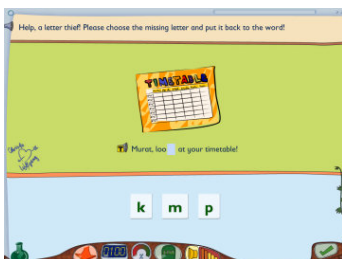 Help, a letter thief! Please choose the missing letter and put it back to the word!
TIMETABLE
Murat, loo at your timetable!
k m p